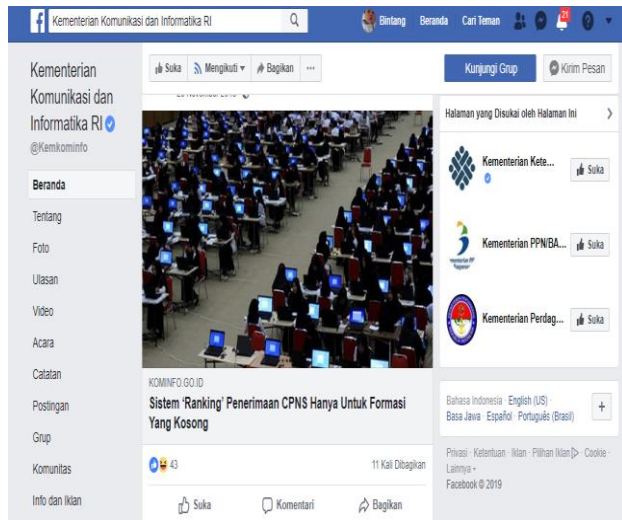 Kementerian Komunikasi dan Informatika RI
Bintang Beranda Cari Teman 21
Kementerian
Komunikasi dan
Informatika RI
@Kemkominfo
Beranda
Tentang
Foto
Ulasan
Video
Acara
Catatan
Postingan
Grup
Komunitas
Info dan Iklan
Suka Mengikuti Bagikan ...
Kunjungi Grup Kirim Pesan
KOMINFO.GO.ID
Sistem ‘Ranking’ Penerimaan CPNS Hanya Untuk Formasi
Yang Kosong
43 11 Kali Dibagikan
Suka Komentari Bagikan
Halaman yang Disukai oleh Halaman Ini
Kementerian Kete... Suka
Kementerian PPN/BA... Suka
Kementerian Perdag... Suka
Bahasa Indonesia · English (US) ·
Basa Jawa · Español · Português (Brasil)
Privasi · Ketentuan · Iklan · Pilihan Iklan · Cookie ·
Lainnya
Facebook © 2019